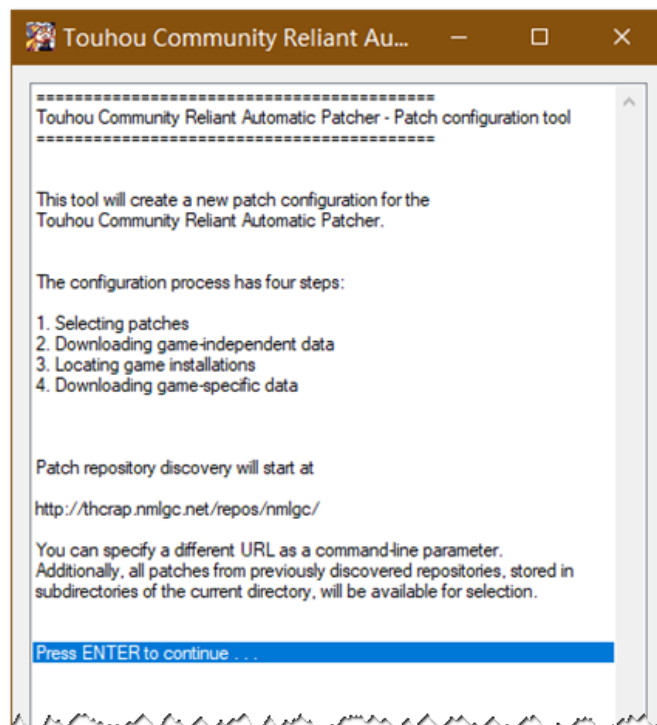 Touhou Community Reliant Au...
==========================================
Touhou Community Reliant Automatic Patcher - Patch configuration tool
==========================================
This tool will create a new patch configuration for the
Touhou Community Reliant Automatic Patcher.
The configuration process has four steps:
1. Selecting patches
2. Downloading game-independent data
3. Locating game installations
4. Downloading game-specific data
Patch repository discovery will start at
http://thcrap.nmlgc.net/repos/nmlgc/
You can specify a different URL as a command-line parameter.
Additionally, all patches from previously discovered repositories, stored in
subdirectories of the current directory, will be available for selection.
Press ENTER to continue . . .